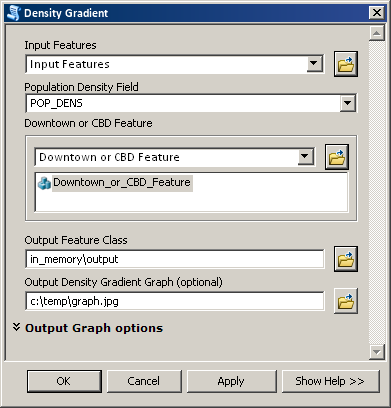 Density Gradient
Input Features
Input Features
Population Density Field
POP_DENS
Downtown or CBD Feature
Downtown or CBD Feature
Downtown_or_CBD_Feature
Output Feature Class
in_memory\output
Output Density Gradient Graph (optional)
c:\temp\graph.jpg
Output Graph options
OK Cancel Apply Show Help >>